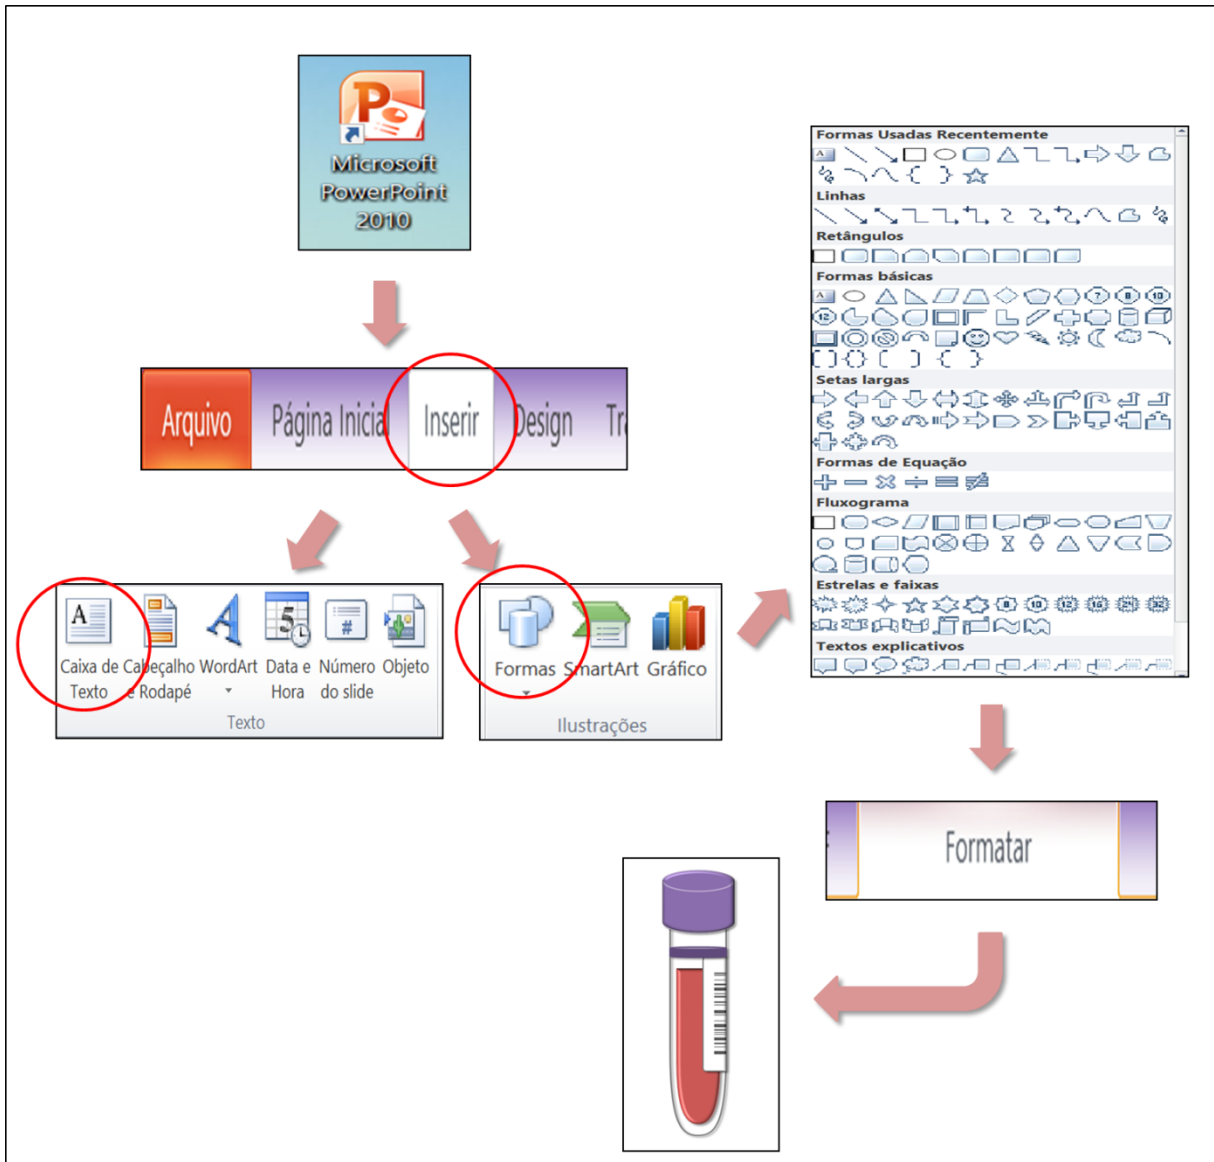 Microsoft
PowerPoint
2010
Arquivo
Página Inicial
Inserir
Design
Caixa de
Texto
Cabeçalho
e Rodapé
WordArt
Data e
Hora
Número
do slide
Objeto
Texto
Formas
SmartArt
Gráfico
Ilustrações
Formas Usadas Recentemente
Linhas
Retângulos
Formas básicas
Setas largas
Formas de Equação
Fluxograma
Estrelas e faixas
Textos explicativos
Formatar